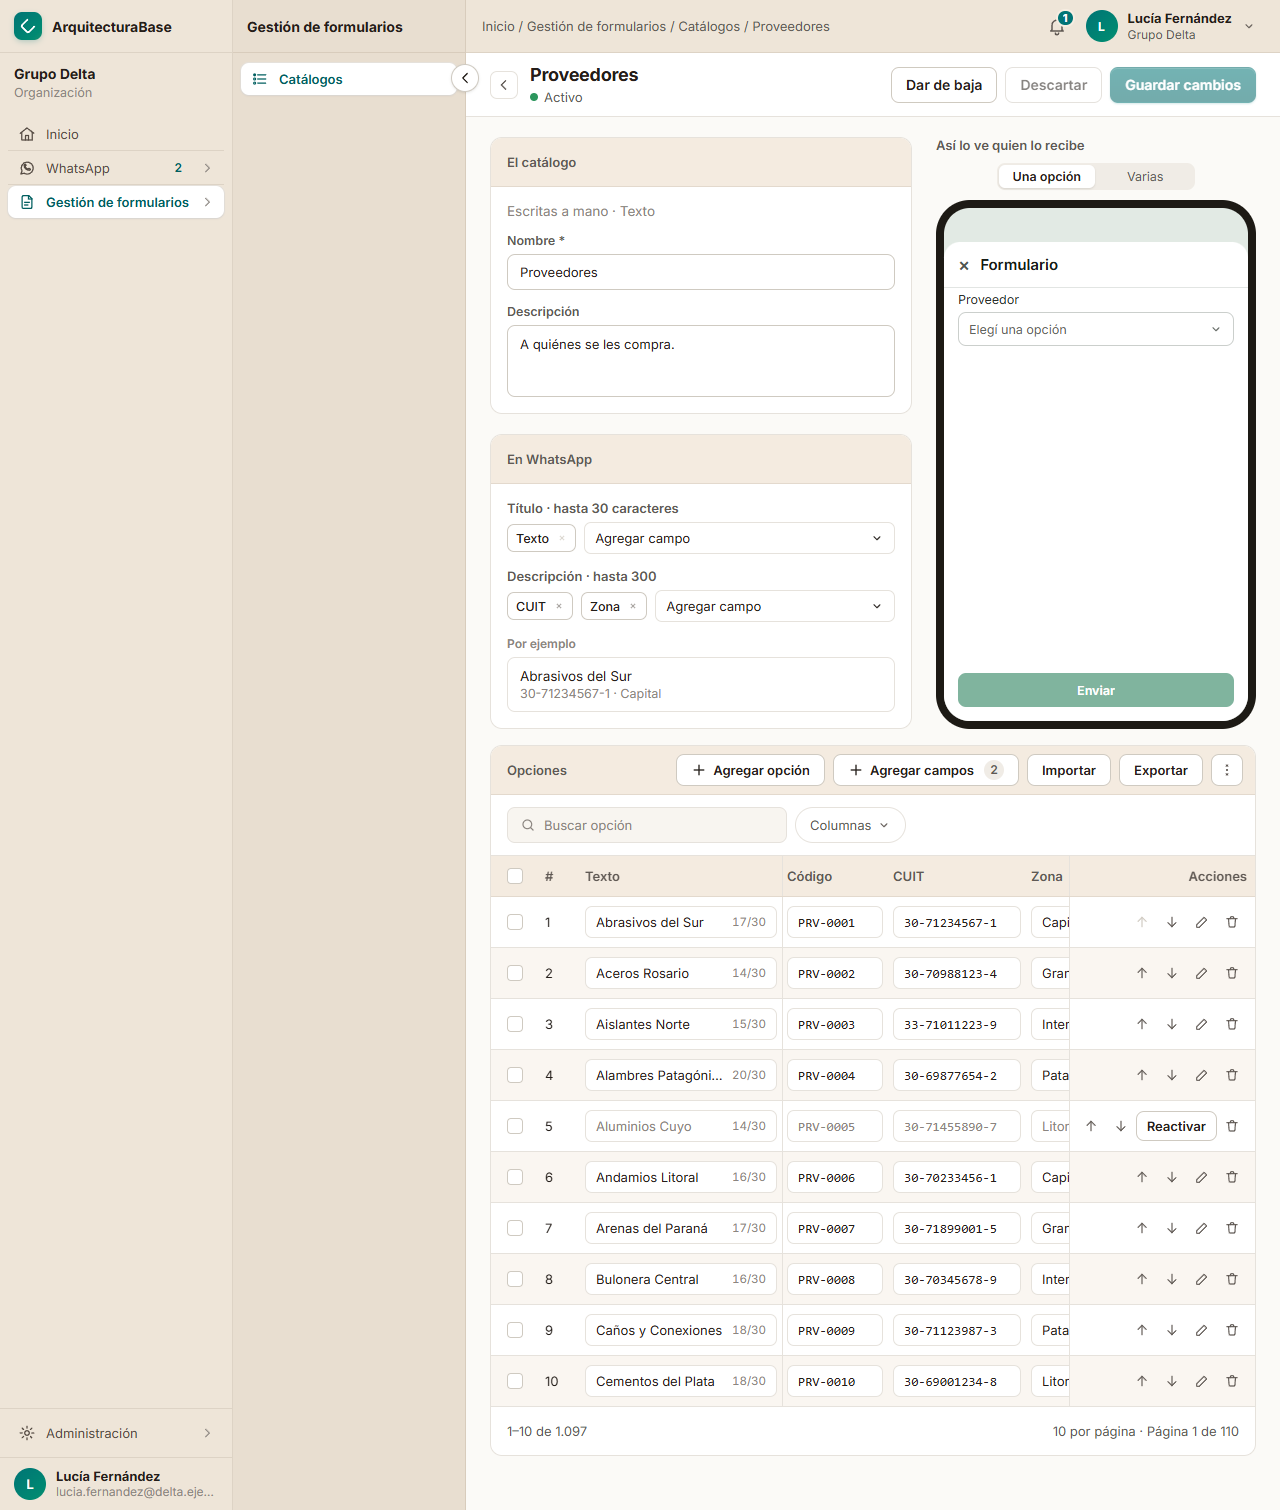 ArquitecturaBase
Grupo Delta
Organización
Inicio
WhatsApp 2
Gestión de formularios
Administración
L
Lucía Fernández
lucia.fernandez@delta.eje...
Gestión de formularios
Catálogos
Inicio / Gestión de formularios / Catálogos / Proveedores
1
L
Lucía Fernández
Grupo Delta
Proveedores
Activo
Dar de baja
Descartar
Guardar cambios
El catálogo
Escritas a mano · Texto
Nombre *
Proveedores
Descripción
A quiénes se les compra.
En WhatsApp
Título · hasta 30 caracteres
Texto × Agregar campo
Descripción · hasta 300
CUIT × Zona × Agregar campo
Por ejemplo
Abrasivos del Sur
30-71234567-1 · Capital
Así lo ve quien lo recibe
Una opción Varias
× Formulario
Proveedor
Elegí una opción
Enviar
Opciones
+ Agregar opción
+ Agregar campos 2
Importar
Exportar
Buscar opción
Columnas
# Texto Código CUIT Zona Acciones
1 Abrasivos del Sur 17/30 PRV-0001 30-71234567-1 Capi
2 Aceros Rosario 14/30 PRV-0002 30-70988123-4 Gran
3 Aislantes Norte 15/30 PRV-0003 33-71011223-9 Inter
4 Alambres Patagóni... 20/30 PRV-0004 30-69877654-2 Pata
5 Aluminios Cuyo 14/30 PRV-0005 30-71455890-7 Litor Reactivar
6 Andamios Litoral 16/30 PRV-0006 30-70233456-1 Capi
7 Arenas del Paraná 17/30 PRV-0007 30-71899001-5 Gran
8 Bulonera Central 16/30 PRV-0008 30-70345678-9 Inter
9 Caños y Conexiones 18/30 PRV-0009 30-71123987-3 Pata
10 Cementos del Plata 18/30 PRV-0010 30-69001234-8 Litor
1–10 de 1.097
10 por página · Página 1 de 110